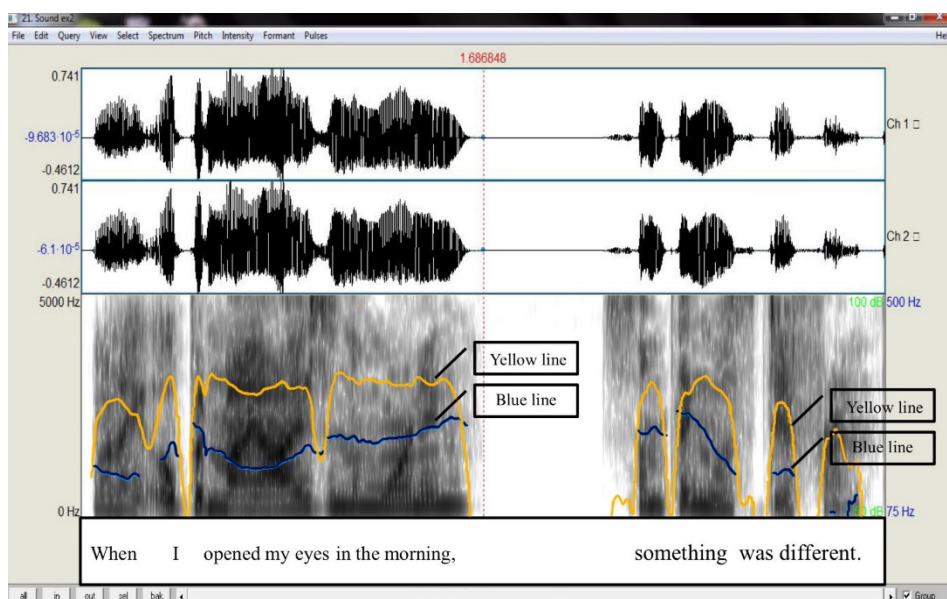 21. Sound ex2
File Edit Query View Select Spectrum Pitch Intensity Formant Pulses He
1.686848
0.741
-9.683·10-5
-0.4612
Ch 1
0.741
-6.1·10-5
-0.4612
Ch 2
5000 Hz
100 dB 500 Hz
Yellow line
Blue line
Yellow line
Blue line
0 Hz
dB 75 Hz
When I opened my eyes in the morning, something was different.
all in out sel bak Group